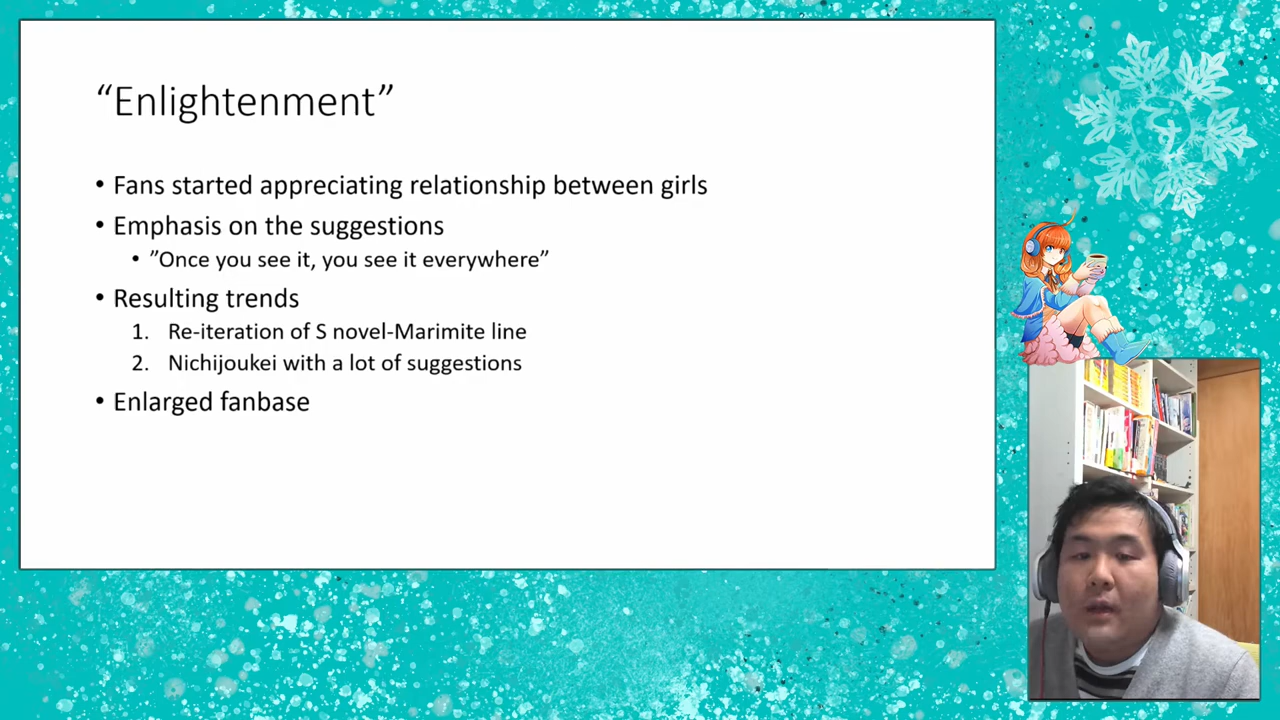 “Enlightenment”
• Fans started appreciating relationship between girls
• Emphasis on the suggestions
• ”Once you see it, you see it everywhere”
• Resulting trends
1. Re-iteration of S novel-Marimite line
2. Nichijoukei with a lot of suggestions
• Enlarged fanbase